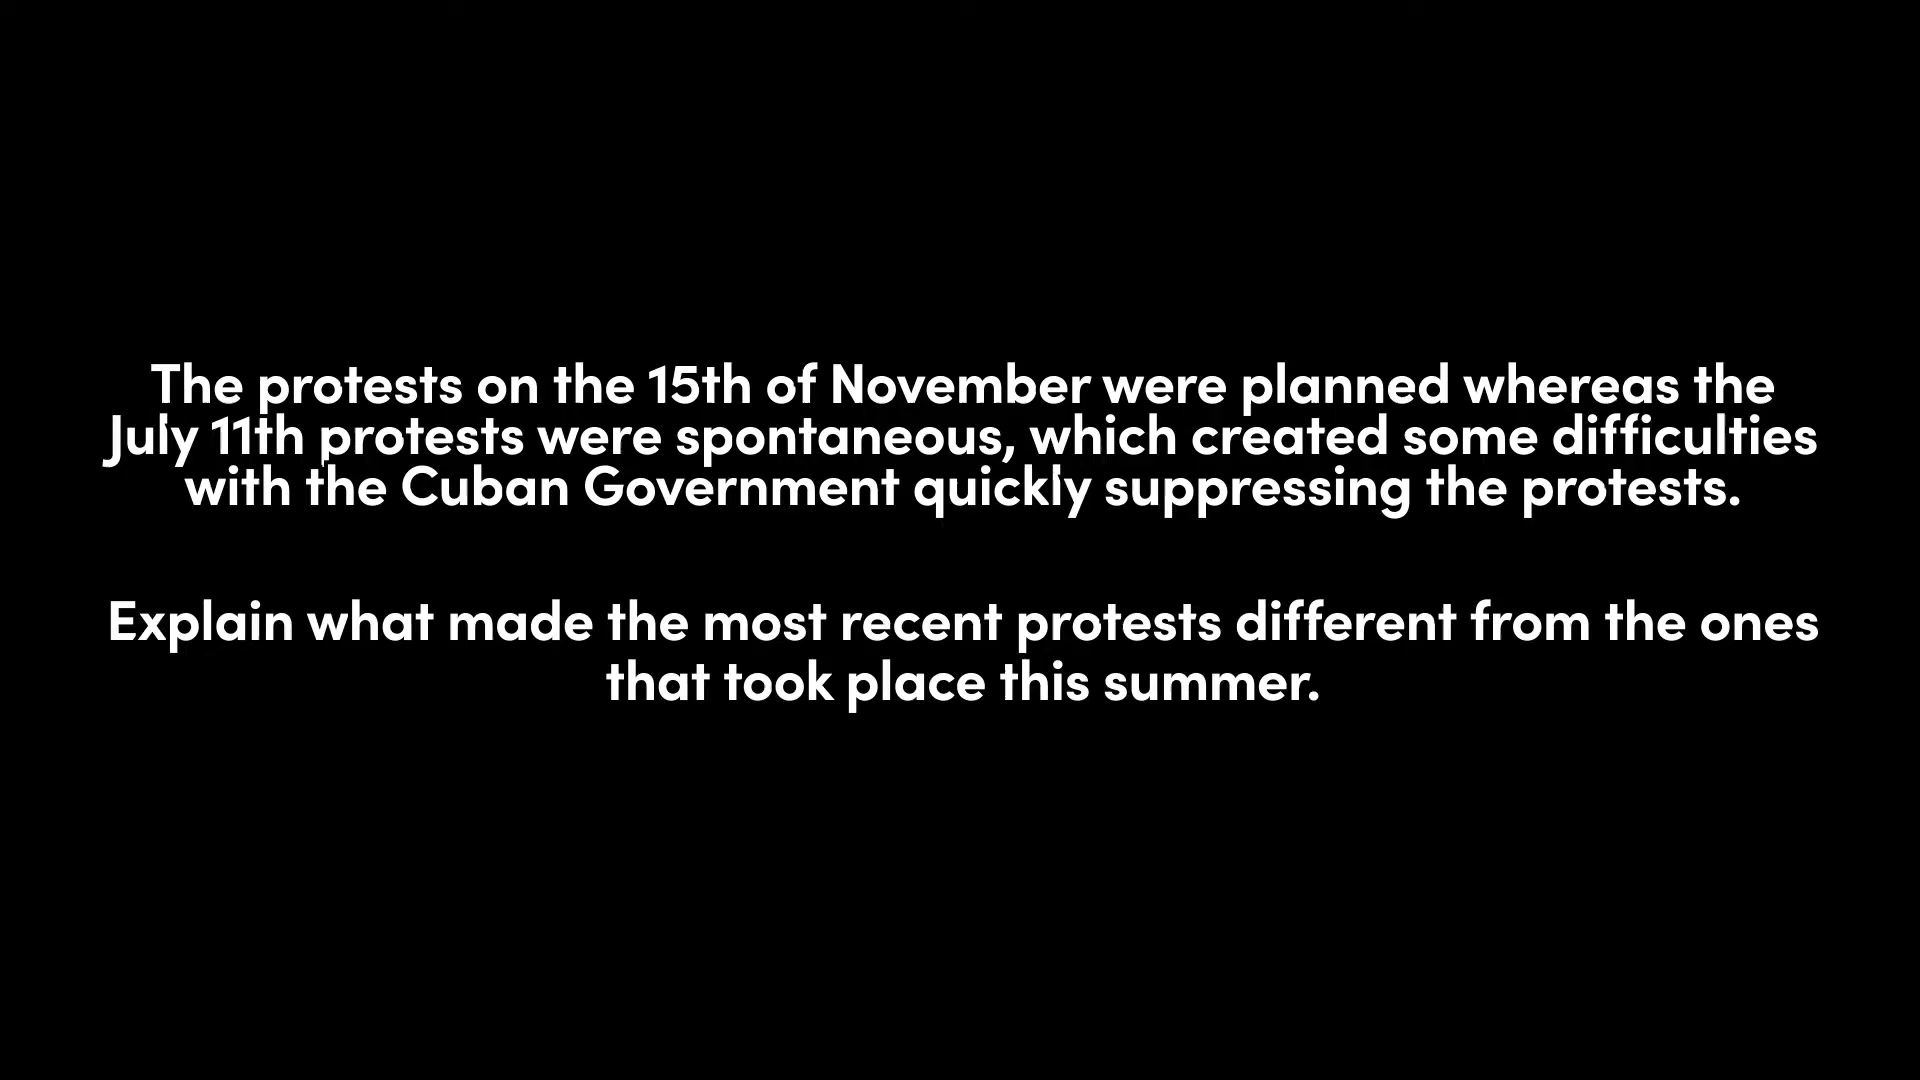 The protests on the 15th of November were planned whereas the
July 11th protests were spontaneous, which created some difficulties
with the Cuban Government quickly suppressing the protests.
Explain what made the most recent protests different from the ones
that took place this summer.